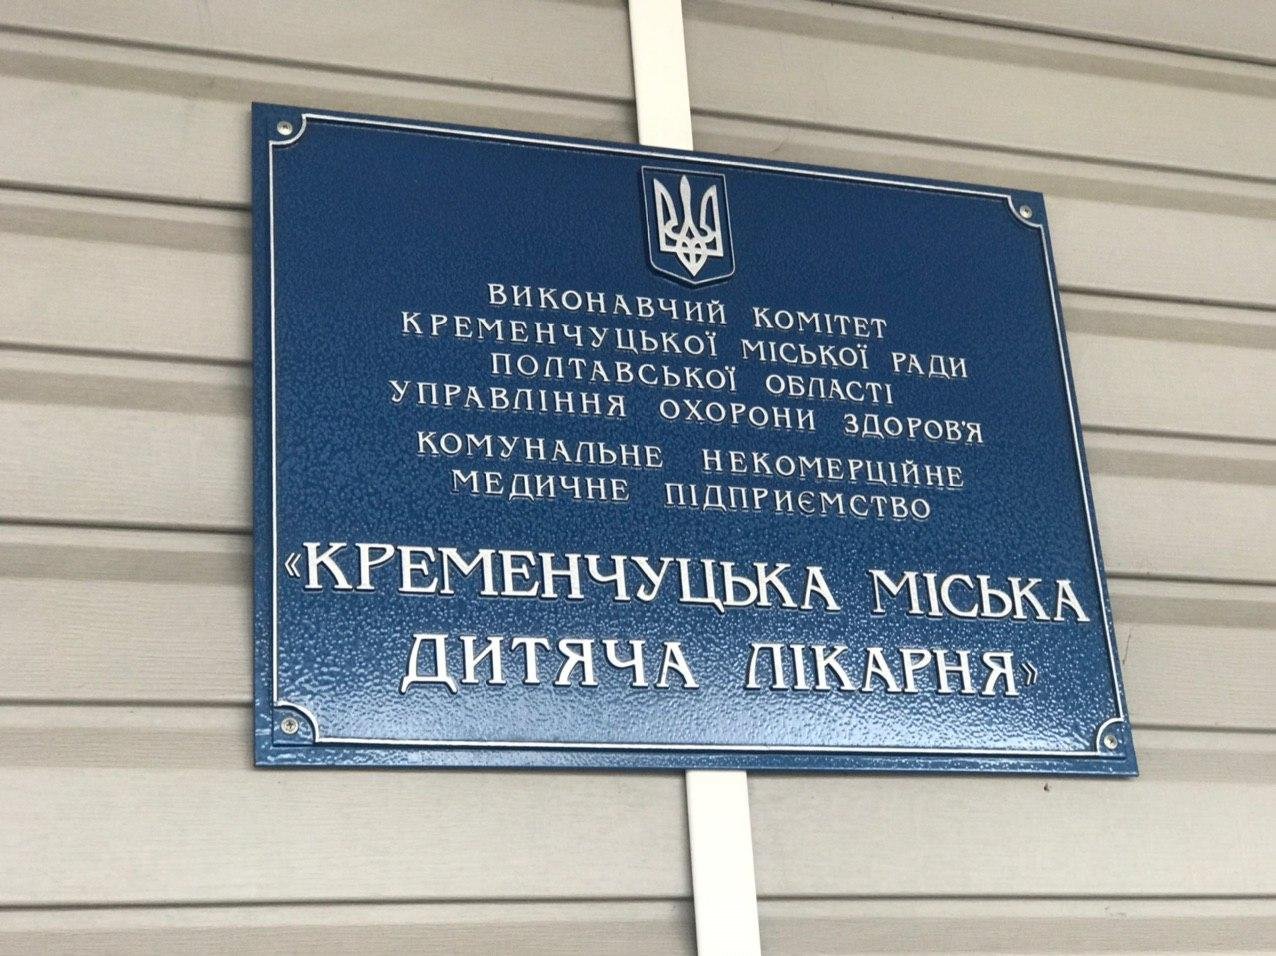 ВИКОНАВЧИЙ КОМІТЕТ
КРЕМЕНЧУЦЬКОЇ МІСЬКОЇ РАДИ
ПОЛТАВСЬКОЇ ОБЛАСТІ
УПРАВЛІННЯ ОХОРОНИ ЗДОРОВ'Я
КОМУНАЛЬНЕ НЕКОМЕРЦІЙНЕ
МЕДИЧНЕ ПІДПРИЄМСТВО
«КРЕМЕНЧУЦЬКА МІСЬКА
ДИТЯЧА ЛІКАРНЯ»